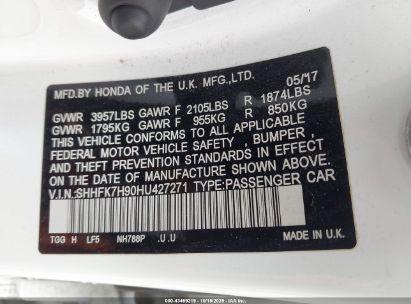 MFD.BY HONDA OF THE U.K. MFG.,LTD. 05/17
GVWR 3957LBS GAWR F 2105LBS R 1874LBS
GVWR 1795KG GAWR F 955KG R 850KG
THIS VEHICLE CONFORMS TO ALL APPLICABLE
FEDERAL MOTOR VEHICLE SAFETY , BUMPER ,
AND THEFT PREVENTION STANDARDS IN EFFECT
ON THE DATE OF MANUFACTURE SHOWN ABOVE.
V.I.N.:SHHFK7H90HU427271 TYPE:PASSENGER CAR
TGG H LF5 NH788P .U.U MADE IN U.K.